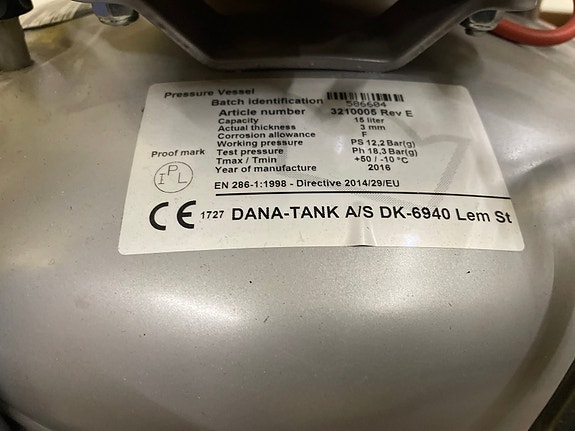 Pressure Vessel
Batch identification 586604
Article number 3210005 Rev E
Capacity 15 liter
Actual thickness 3 mm
Corrosion allowance F
Working pressure PS 12,2 Bar(g)
Test pressure Ph 18,3 Bar(g)
Tmax / Tmin +50 / -10 °C
Year of manufacture 2016
Proof mark
I P L
EN 286-1:1998 - Directive 2014/29/EU
CE 1727 DANA-TANK A/S DK-6940 Lem St